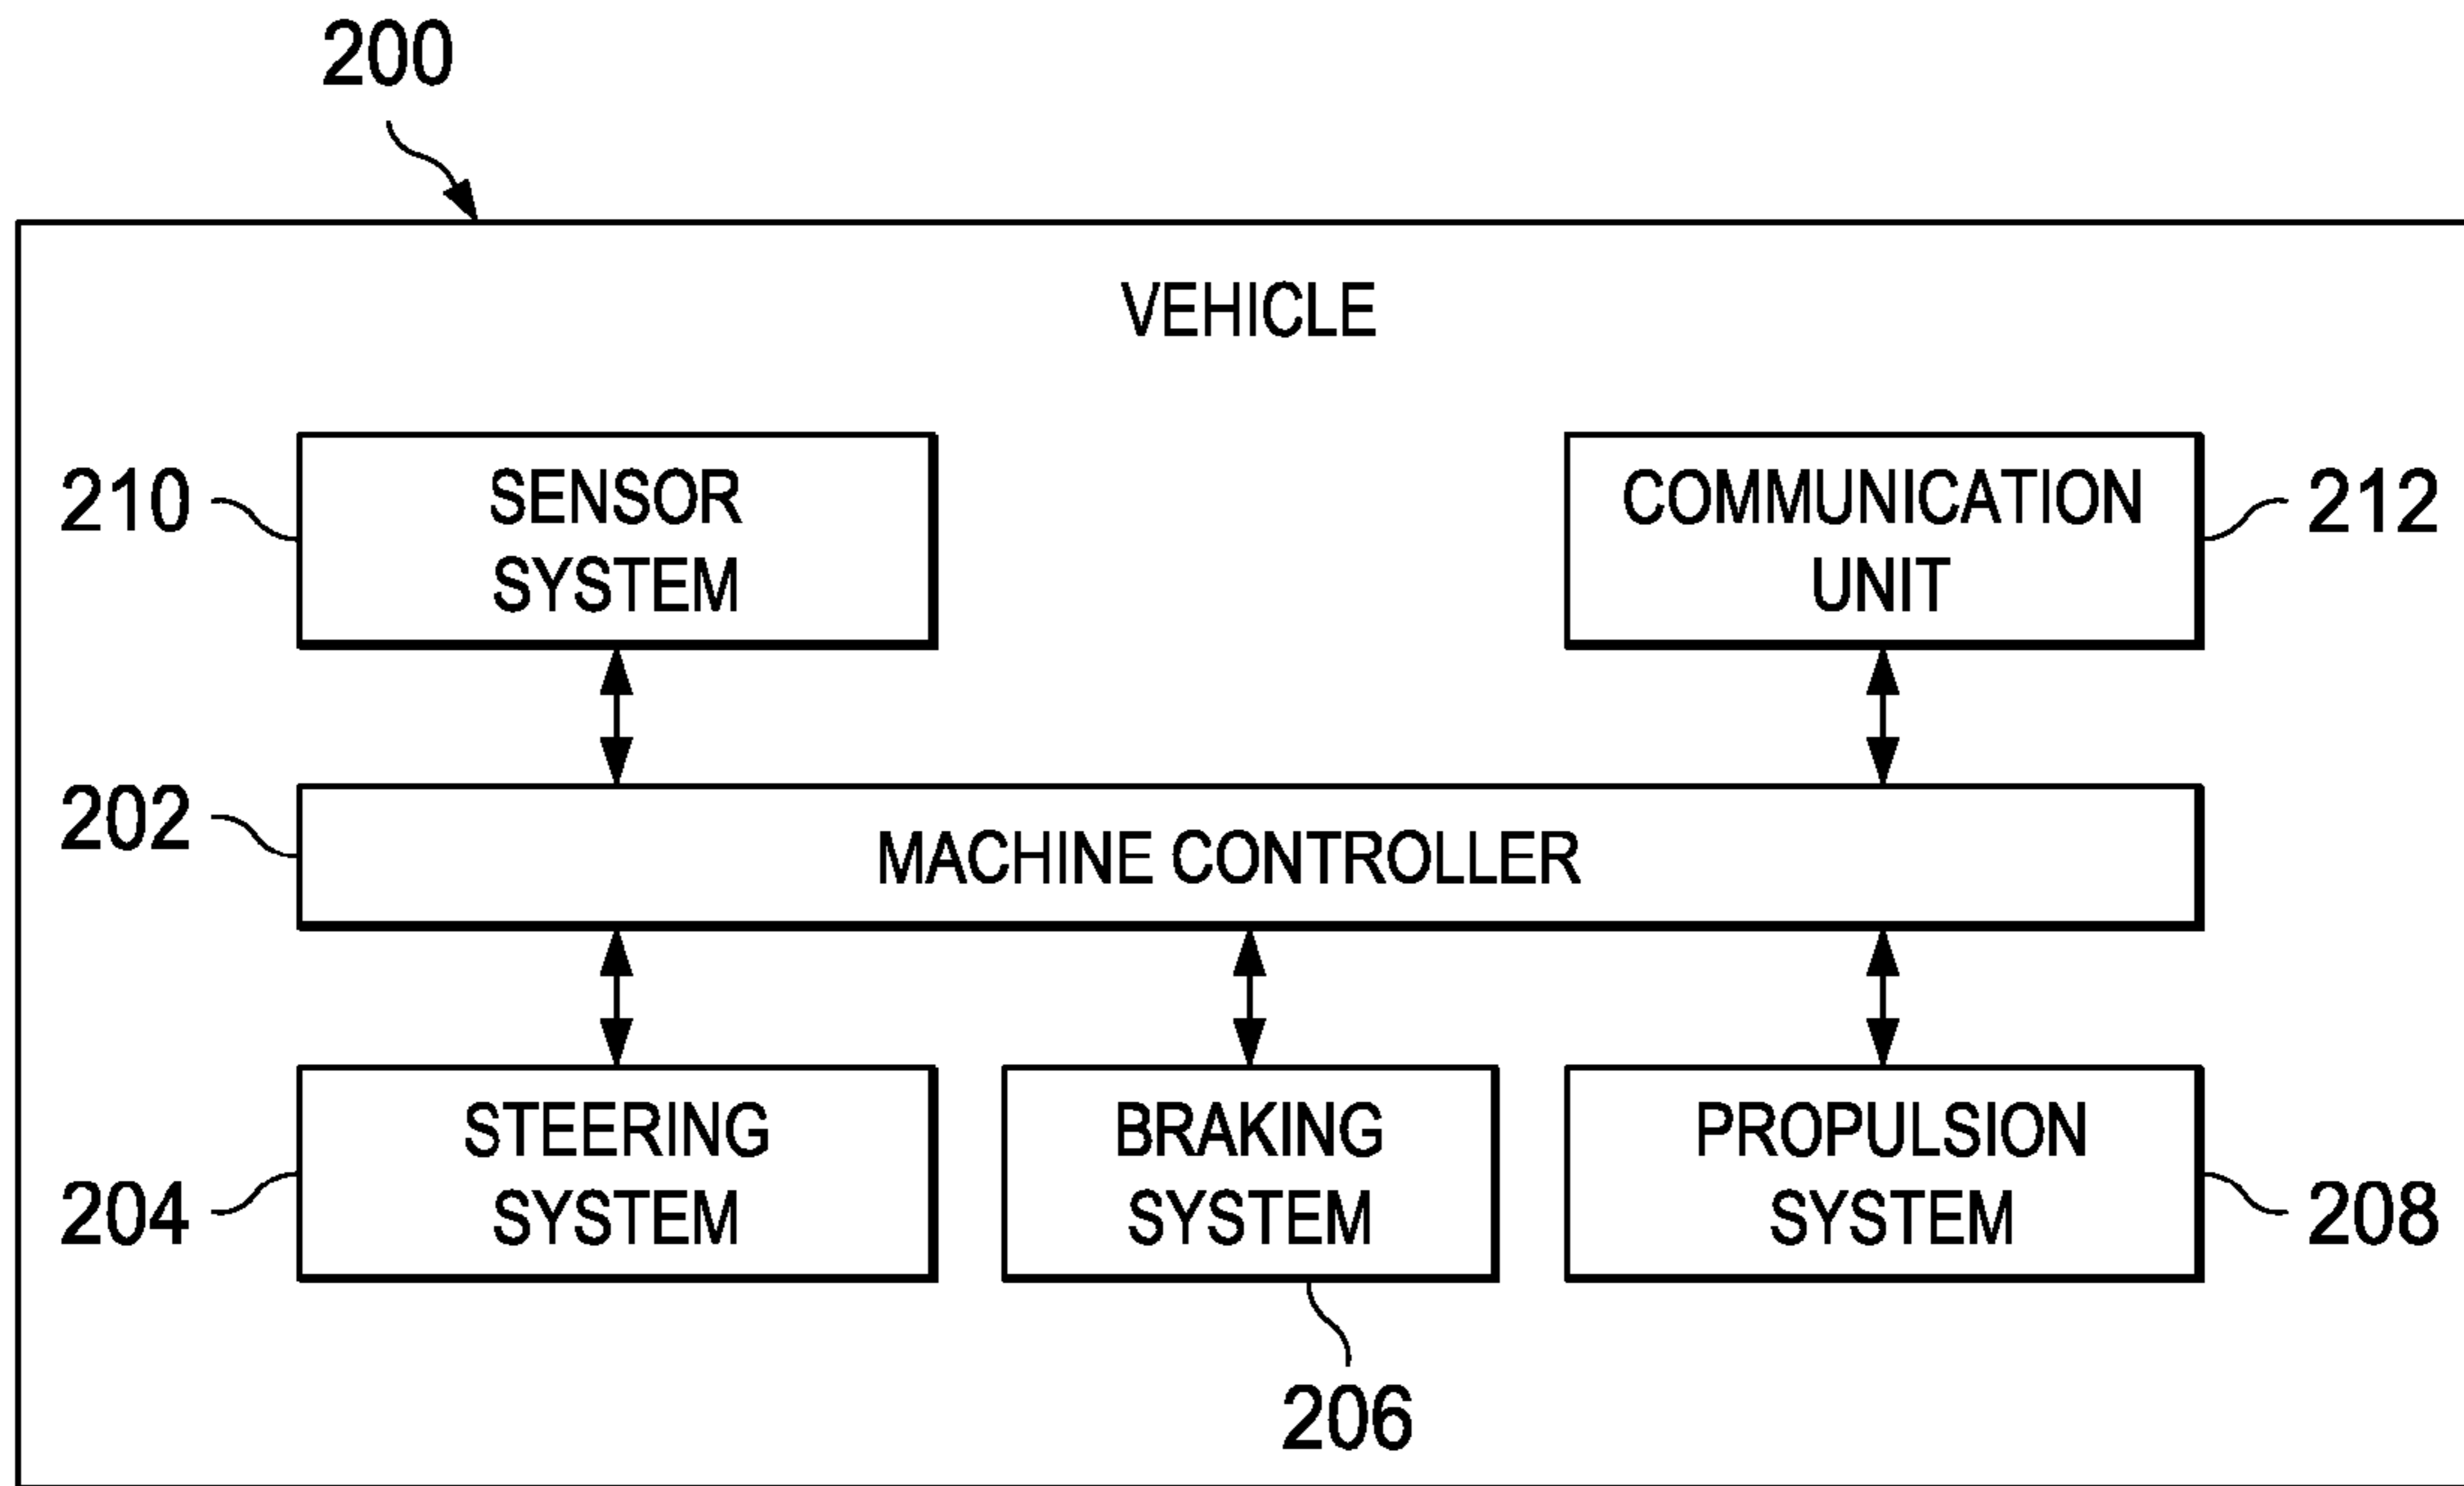 200
VEHICLE
210
SENSOR
SYSTEM
COMMUNICATION
UNIT
212
202
MACHINE CONTROLLER
204
STEERING
SYSTEM
BRAKING
SYSTEM
PROPULSION
SYSTEM
208
206